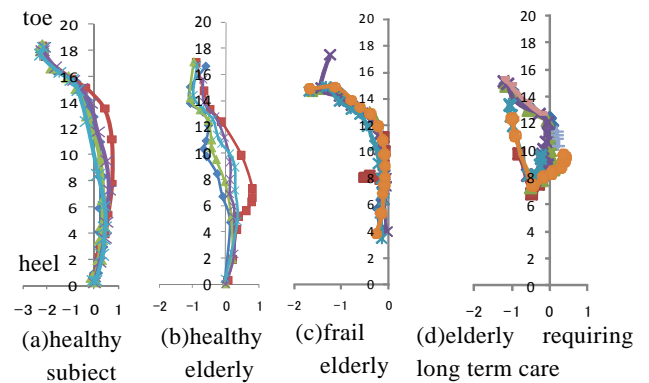 toe
20 20 20 20
18 18 18 18
16 16 16 16
14 14 14 14
12 12 12 12
10 10 10 10
8 8 8 8
6 6 6 6
4 4 4 4
2 2 2 2
heel
0 0 0 0
−3 −2 −1 0 1 −2 −1 0 1 −2 −1 0 −2 −1 0 1
(a)healthy subject
(b)healthy elderly
(c)frail elderly
(d)elderly requiring long term care